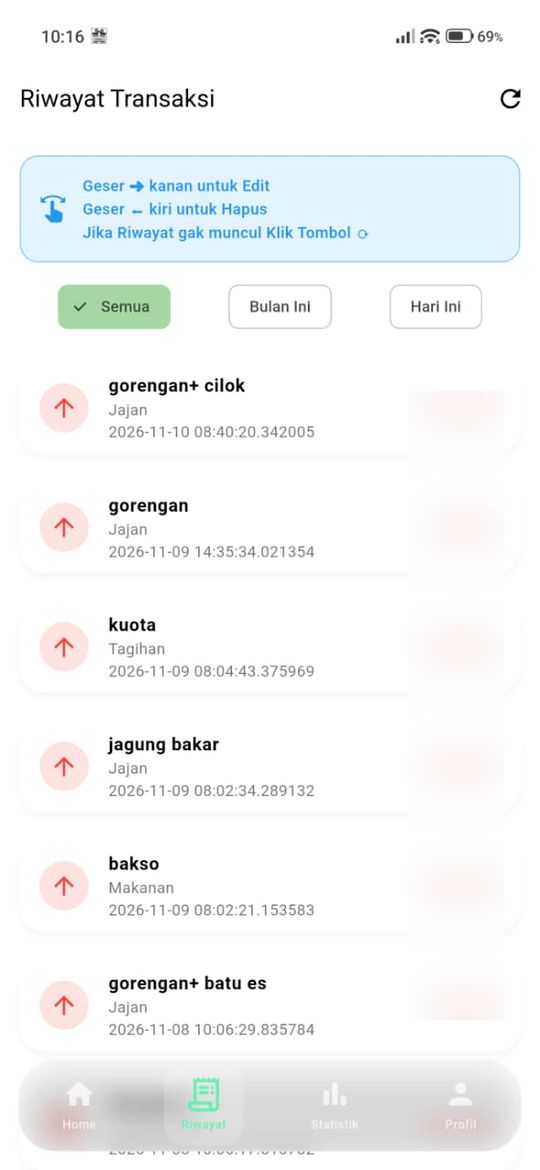 10:16
69%
Riwayat Transaksi
Geser → kanan untuk Edit
Geser ← kiri untuk Hapus
Jika Riwayat gak muncul Klik Tombol ⟳
Semua
Bulan Ini
Hari Ini
gorengan+ cilok
Jajan
2026-11-10 08:40:20.342005
gorengan
Jajan
2026-11-09 14:35:34.021354
kuota
Tagihan
2026-11-09 08:04:43.375969
jagung bakar
Jajan
2026-11-09 08:02:34.289132
bakso
Makanan
2026-11-09 08:02:21.153583
gorengan+ batu es
Jajan
2026-11-08 10:06:29.835784
Home
Riwayat
Statistik
Profil